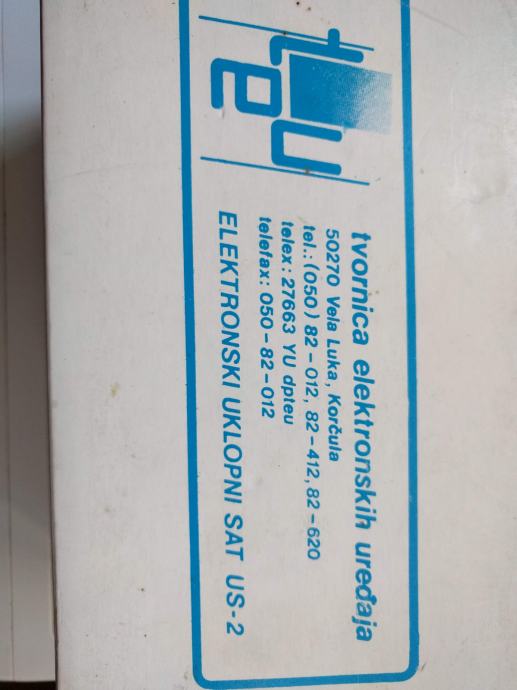 teu
tvornica elektronskih uređaja
50270 Vela Luka, Korčula
tel.: (050) 82-012, 82-412, 82-620
telex: 27663 YU dpteu
telefax: 050-82-012
ELEKTRONSKI UKLOPNI SAT US-2